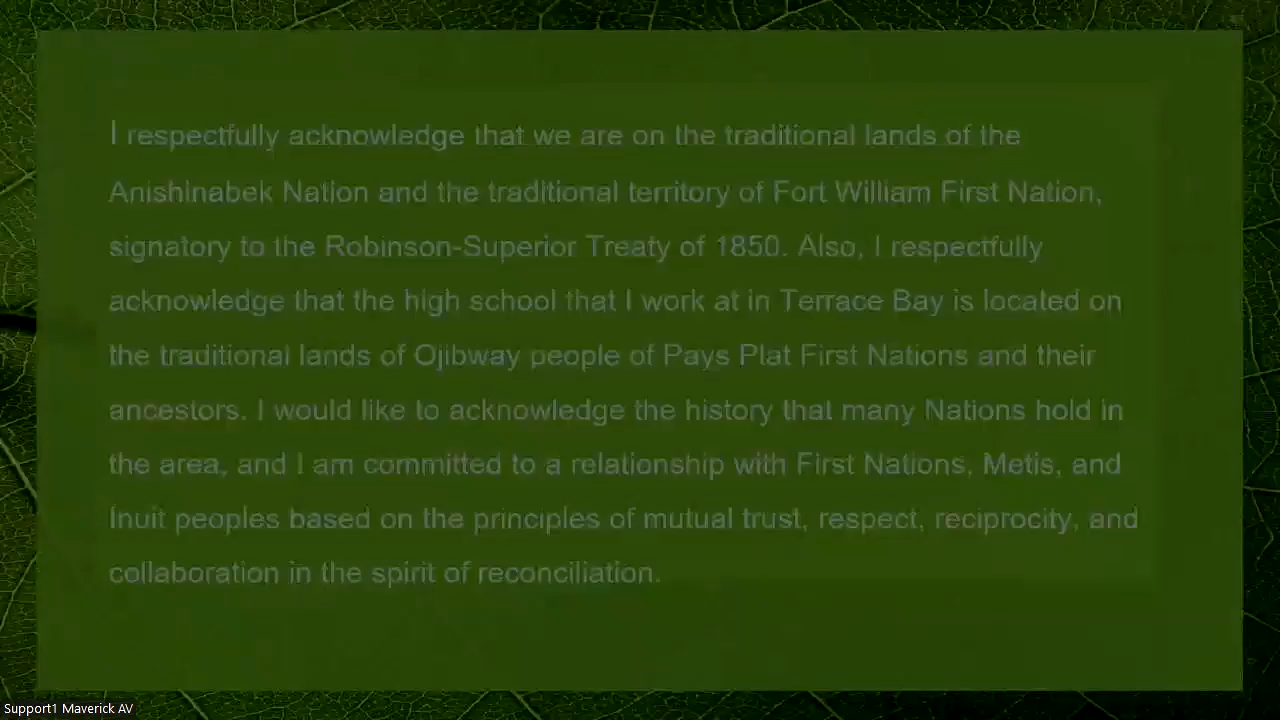 I respectfully acknowledge that we are on the traditional lands of the
Anishinabek Nation and the traditional territory of Fort William First Nation,
signatory to the Robinson-Superior Treaty of 1850. Also, I respectfully
acknowledge that the high school that I work at in Terrace Bay is located on
the traditional lands of Ojibway people of Pays Plat First Nations and their
ancestors. I would like to acknowledge the history that many Nations hold in
the area, and I am committed to a relationship with First Nations, Metis, and
Inuit peoples based on the principles of mutual trust, respect, reciprocity, and
collaboration in the spirit of reconciliation.
Support1 Maverick AV